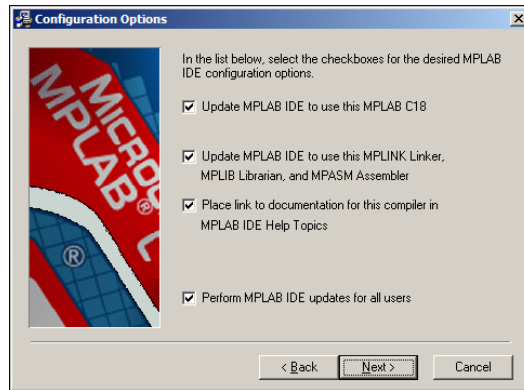 Configuration Options
In the list below, select the checkboxes for the desired MPLAB
IDE configuration options.
Update MPLAB IDE to use this MPLAB C18
Update MPLAB IDE to use this MPLINK Linker,
MPLIB Librarian, and MPASM Assembler
Place link to documentation for this compiler in
MPLAB IDE Help Topics
Perform MPLAB IDE updates for all users
MICROC
MPLAB® C
®
< Back
Next >
Cancel